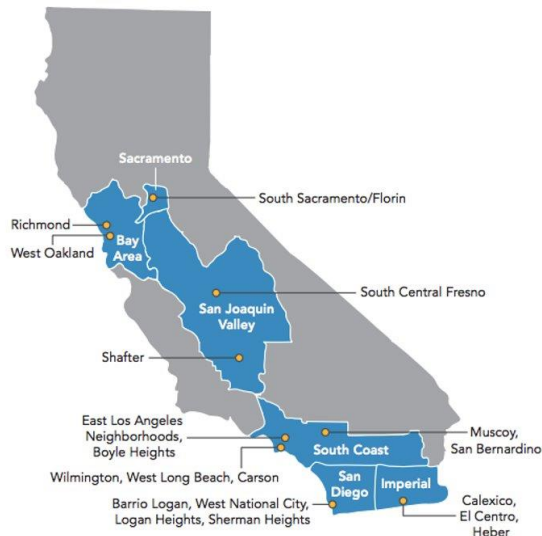 Sacramento
South Sacramento/Florin
Richmond
West Oakland
Bay
Area
South Central Fresno
San Joaquin
Valley
Shafter
East Los Angeles
Neighborhoods,
Boyle Heights
Muscoy,
San Bernardino
South Coast
Wilmington, West Long Beach, Carson
San
Diego
Imperial
Barrio Logan, West National City,
Logan Heights, Sherman Heights
Calexico,
El Centro,
Heber